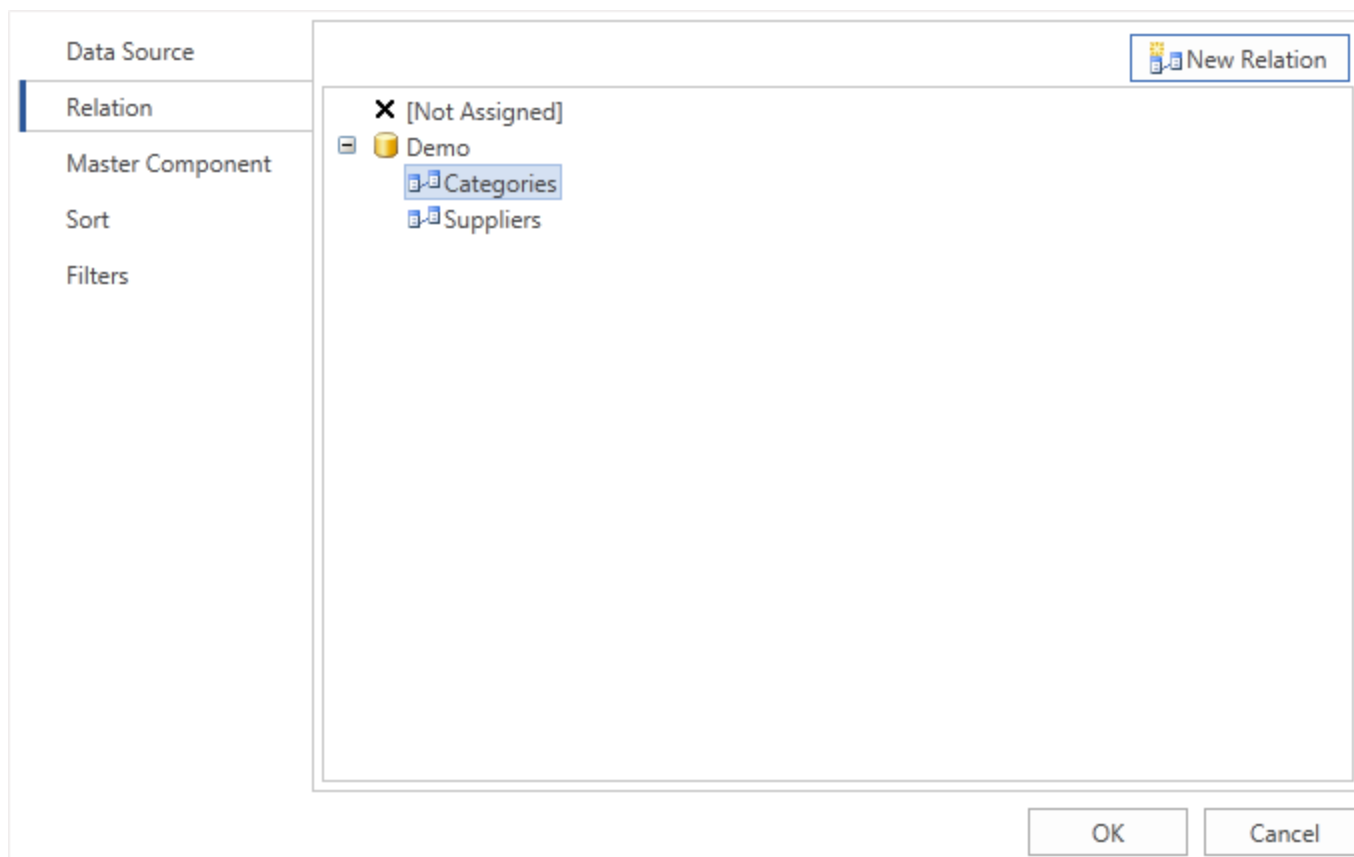 Data Source
Relation
Master Component
Sort
Filters
New Relation
[Not Assigned]
Demo
Categories
Suppliers
OK
Cancel